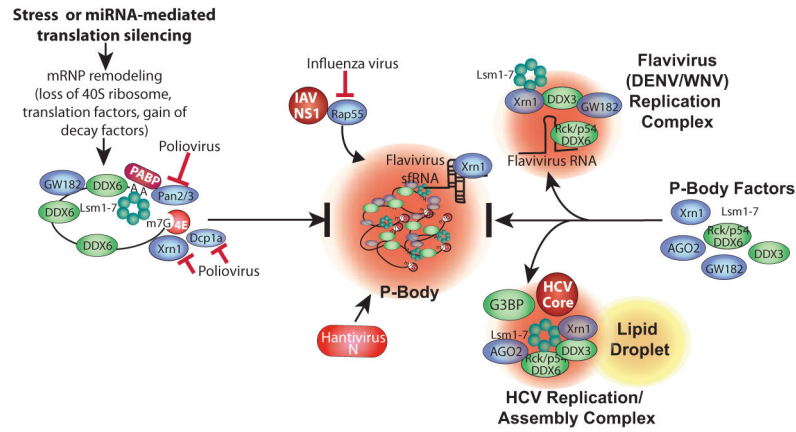 Stress or miRNA-mediated
translation silencing
mRNP remodeling
(loss of 40S ribosome,
translation factors, gain of
decay factors)
Poliovirus
PABP
GW182
DDX6
A A
Pan2/3
DDX6
Lsm1-7
m7G
4E
DDX6
Xrn1
Dcp1a
Poliovirus
Influenza virus
IAV
NS1
Rap55
Flavivirus
sfRNA
Xrn1
P-Body
Hantivirus
N
Lsm1-7
Xrn1
DDX3
GW182
Rck/p54
DDX6
Flavivirus RNA
Flavivirus
(DENV/WNV)
Replication
Complex
P-Body Factors
Xrn1
Lsm1-7
Rck/p54
DDX6
AGO2
DDX3
GW182
G3BP
HCV
Core
Lsm1-7
Xrn1
AGO2
DDX3
Rck/p54
DDX6
Lipid
Droplet
HCV Replication/
Assembly Complex